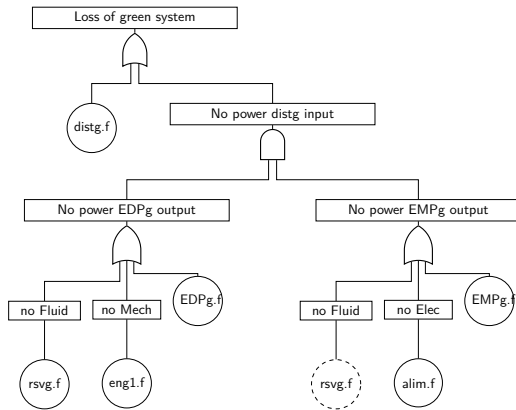 Loss of green system
distg.f
No power distg input
No power EDPg output
No power EMPg output
no Fluid
no Mech
EDPg.f
no Fluid
no Elec
EMPg.f
rsvg.f
eng1.f
rsvg.f
alim.f